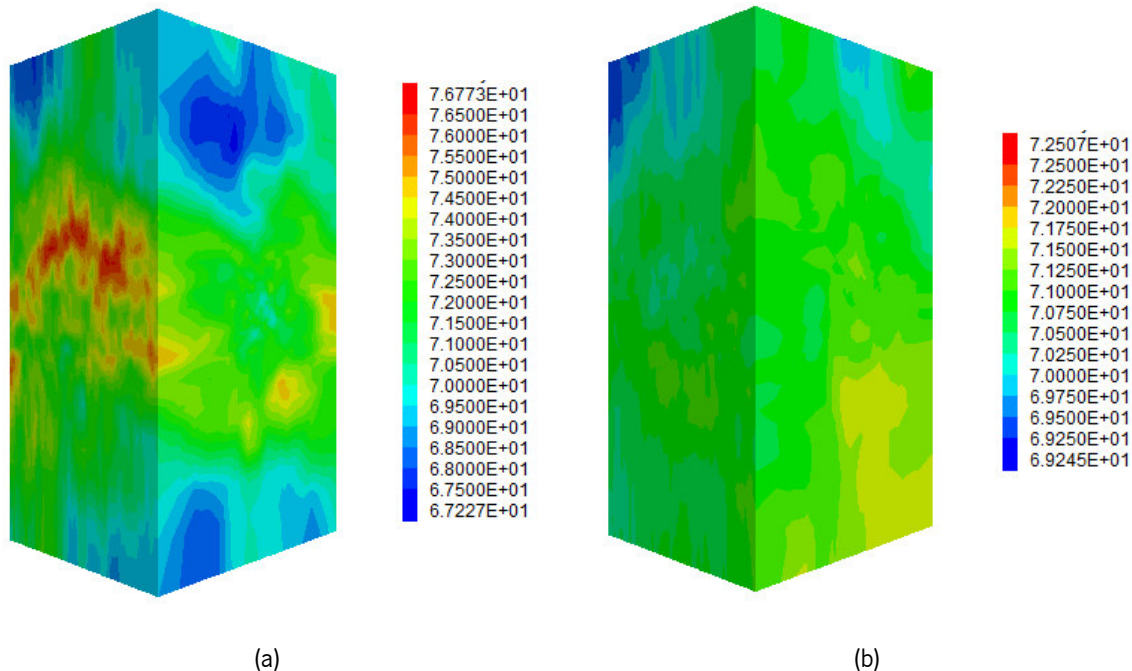 7.6773E+01
7.6500E+01
7.6000E+01
7.5500E+01
7.5000E+01
7.4500E+01
7.4000E+01
7.3500E+01
7.3000E+01
7.2500E+01
7.2000E+01
7.1500E+01
7.1000E+01
7.0500E+01
7.0000E+01
6.9500E+01
6.9000E+01
6.8500E+01
6.8000E+01
6.7500E+01
6.7227E+01
7.2507E+01
7.2500E+01
7.2250E+01
7.2000E+01
7.1750E+01
7.1500E+01
7.1250E+01
7.1000E+01
7.0750E+01
7.0500E+01
7.0250E+01
7.0000E+01
6.9750E+01
6.9500E+01
6.9250E+01
6.9245E+01
(a)
(b)